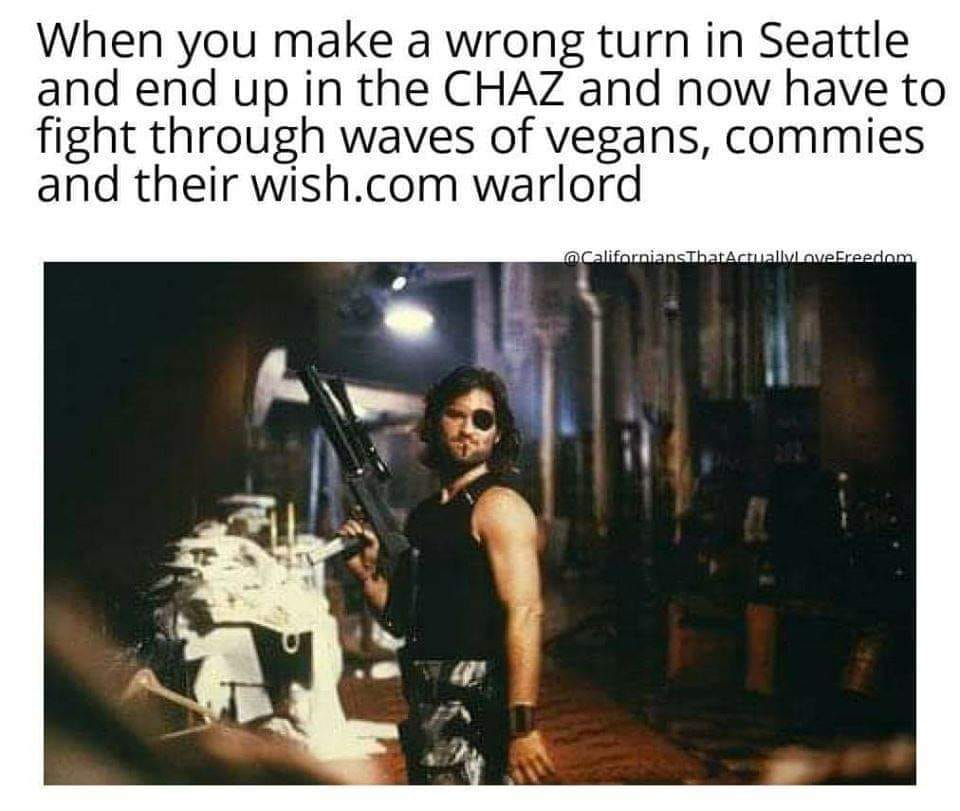 When you make a wrong turn in Seattle
and end up in the CHAZ and now have to
fight through waves of vegans, commies
and their wish.com warlord
@CaliforniansThatActuallyLoveFreedom